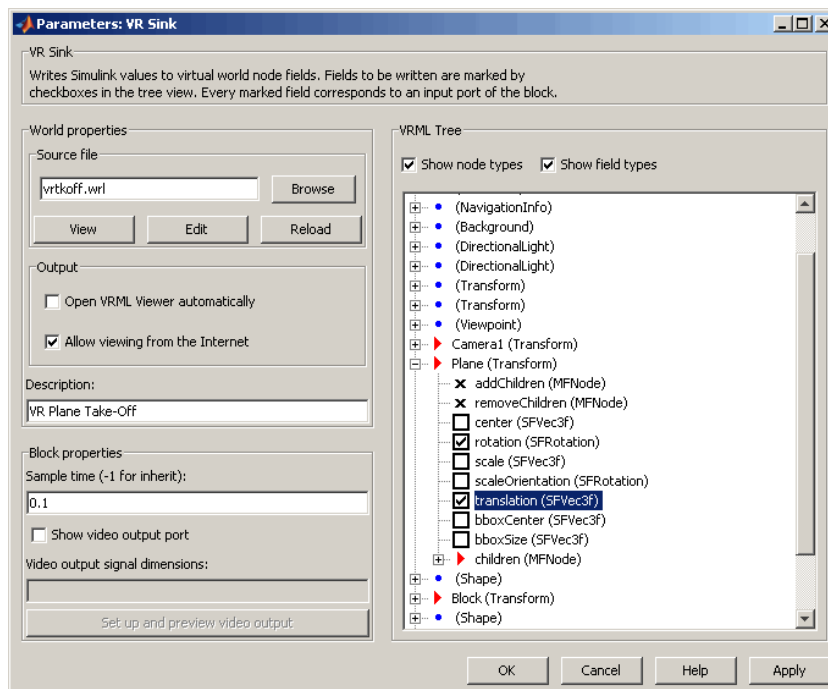 Parameters: VR Sink
VR Sink
Writes Simulink values to virtual world node fields. Fields to be written are marked by
checkboxes in the tree view. Every marked field corresponds to an input port of the block.
World properties
Source file
vrtkoff.wrl
Browse
View
Edit
Reload
Output
Open VRML Viewer automatically
Allow viewing from the Internet
Description:
VR Plane Take-Off
Block properties
Sample time (-1 for inherit):
0.1
Show video output port
Video output signal dimensions:
Set up and preview video output
VRML Tree
Show node types
Show field types
(NavigationInfo)
(Background)
(DirectionalLight)
(DirectionalLight)
(Transform)
(Transform)
(Viewpoint)
Camera1 (Transform)
Plane (Transform)
addChildren (MFNode)
removeChildren (MFNode)
center (SFVec3f)
rotation (SFRotation)
scale (SFVec3f)
scaleOrientation (SFRotation)
translation (SFVec3f)
bboxCenter (SFVec3f)
bboxSize (SFVec3f)
children (MFNode)
(Shape)
Block (Transform)
(Shape)
OK
Cancel
Help
Apply